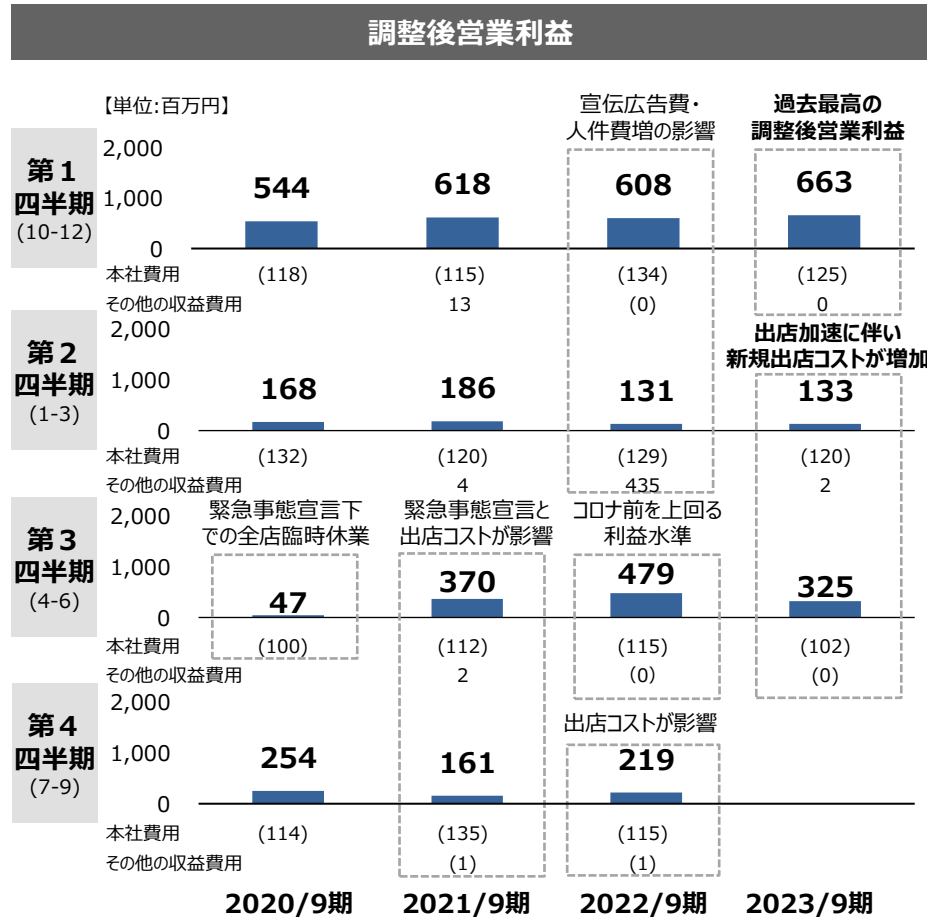 調整後営業利益
【単位:百万円】
宣伝広告費・
人件費増の影響
過去最高の
調整後営業利益
第１
四半期
(10-12)
2,000
1,000
0
544
618
608
663
本社費用
(118)
(115)
(134)
(125)
その他の収益費用
13
(0)
0
出店加速に伴い
新規出店コストが増加
第２
四半期
(1-3)
2,000
1,000
0
168
186
131
133
本社費用
(132)
(120)
(129)
(120)
その他の収益費用
4
435
2
緊急事態宣言下
での全店臨時休業
緊急事態宣言と
出店コストが影響
コロナ前を上回る
利益水準
第３
四半期
(4-6)
2,000
1,000
0
47
370
479
325
本社費用
(100)
(112)
(115)
(102)
その他の収益費用
2
(0)
(0)
出店コストが影響
第４
四半期
(7-9)
2,000
1,000
0
254
161
219
本社費用
(114)
(135)
(115)
その他の収益費用
(1)
(1)
2020/9期
2021/9期
2022/9期
2023/9期